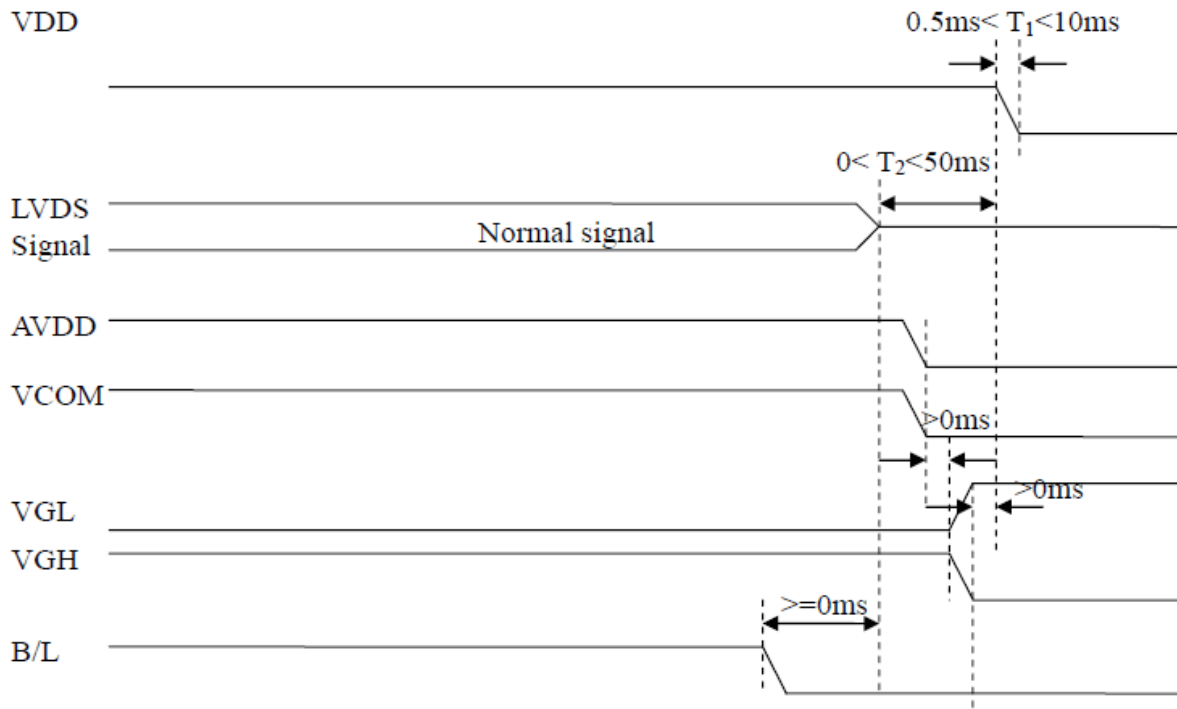 VDD
0.5ms< T₁<10ms
0< T₂<50ms
LVDS
Signal
Normal signal
AVDD
VCOM
>0ms
>0ms
VGL
VGH
>=0ms
B/L